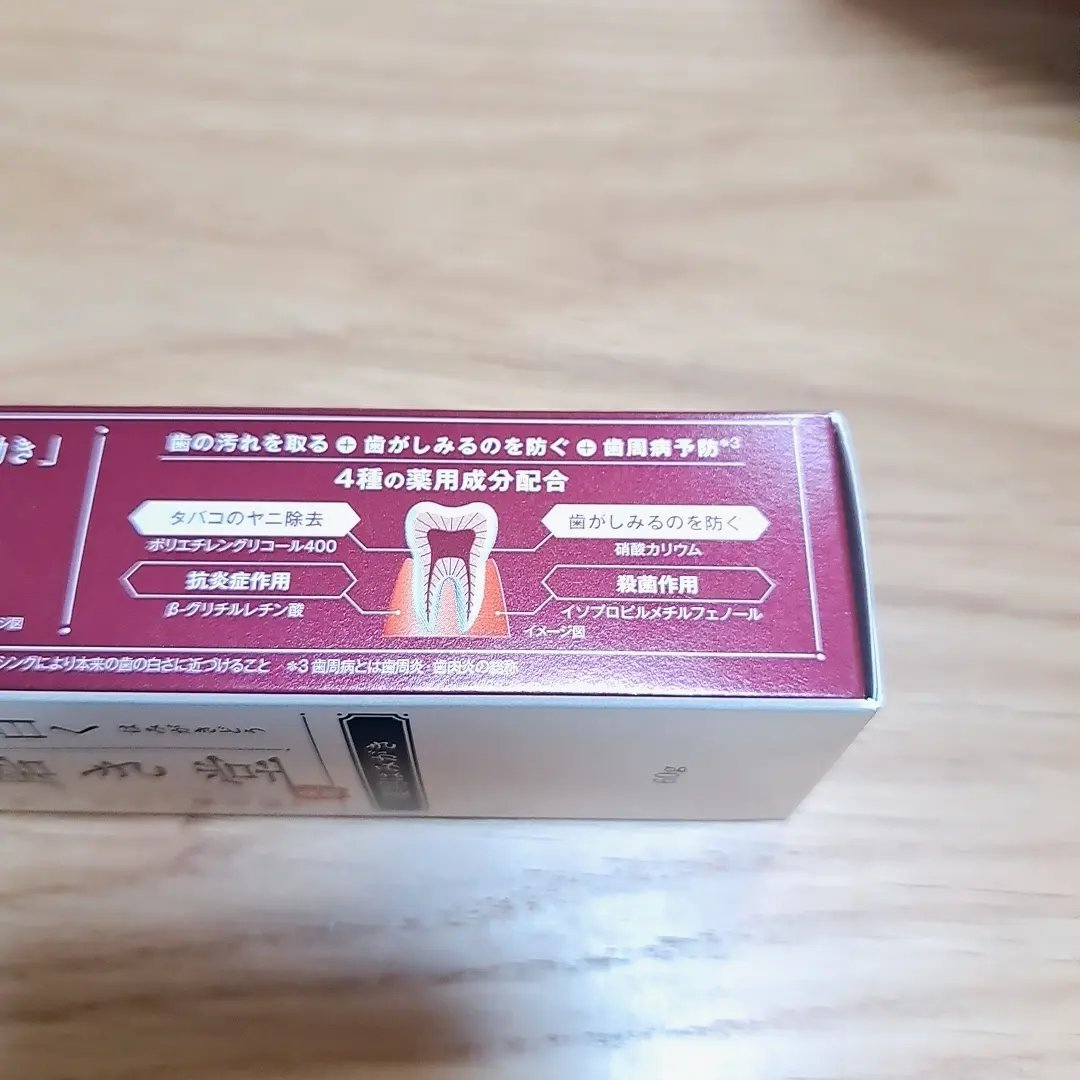 き」
歯の汚れを取る+歯がしみるのを防ぐ+歯周病予防*3
4種の薬用成分配合
タバコのヤニ除去
ポリエチレングリコール400
抗炎症作用
β-グリチルレチン酸
歯がしみるのを防ぐ
硝酸カリウム
殺菌作用
イソプロピルメチルフェノール
イメージ図
ジ図
シングにより本来の歯の白さに近づけること *3 歯周病とは歯周炎・歯肉炎の総称
60g